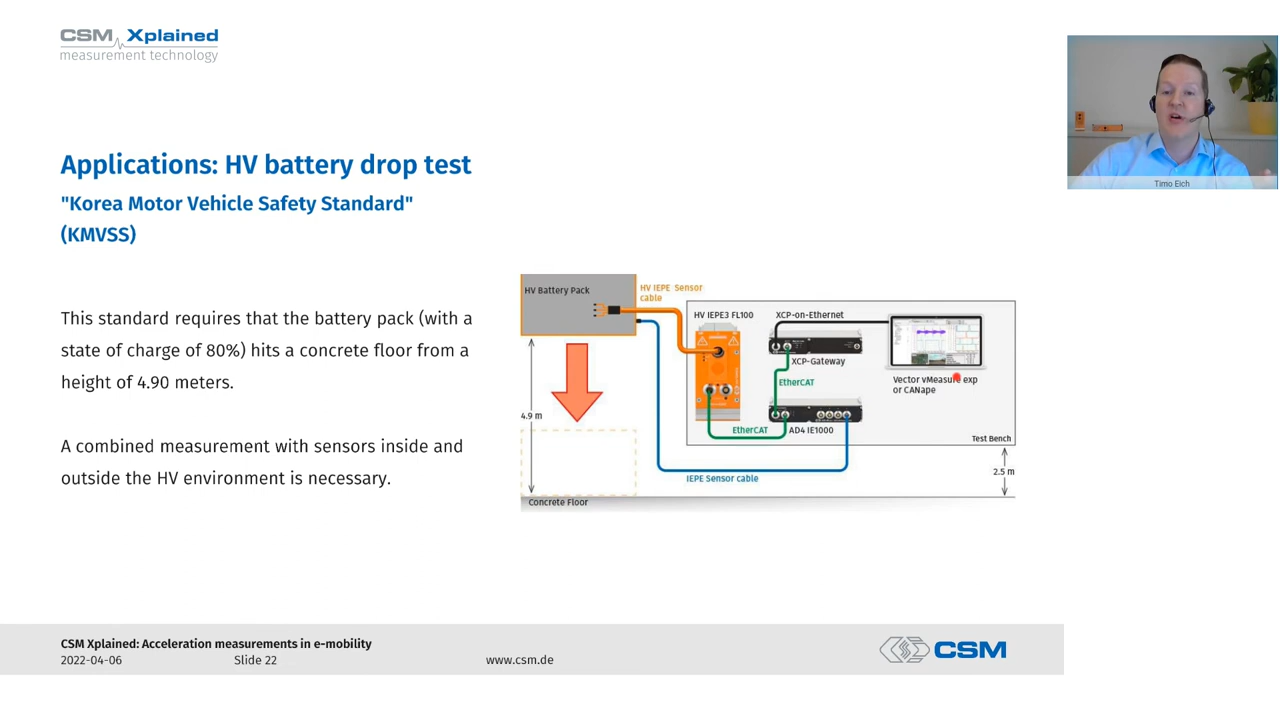 CSM Xplained
measurement technology
Timo Eich
Applications: HV battery drop test
"Korea Motor Vehicle Safety Standard"
(KMVSS)
This standard requires that the battery pack (with a
state of charge of 80%) hits a concrete floor from a
height of 4.90 meters.
A combined measurement with sensors inside and
outside the HV environment is necessary.
HV Battery Pack
HV IEPE Sensor
cable
HV IEPE3 FL100
XCP-on-Ethernet
XCP-Gateway
EtherCAT
Vector vMeasure exp
or CANape
4.9 m
EtherCAT
AD4 IE1000
Test Bench
IEPE Sensor cable
2.5 m
Concrete Floor
CSM Xplained: Acceleration measurements in e-mobility
2022-04-06
Slide 22
www.csm.de
CSM